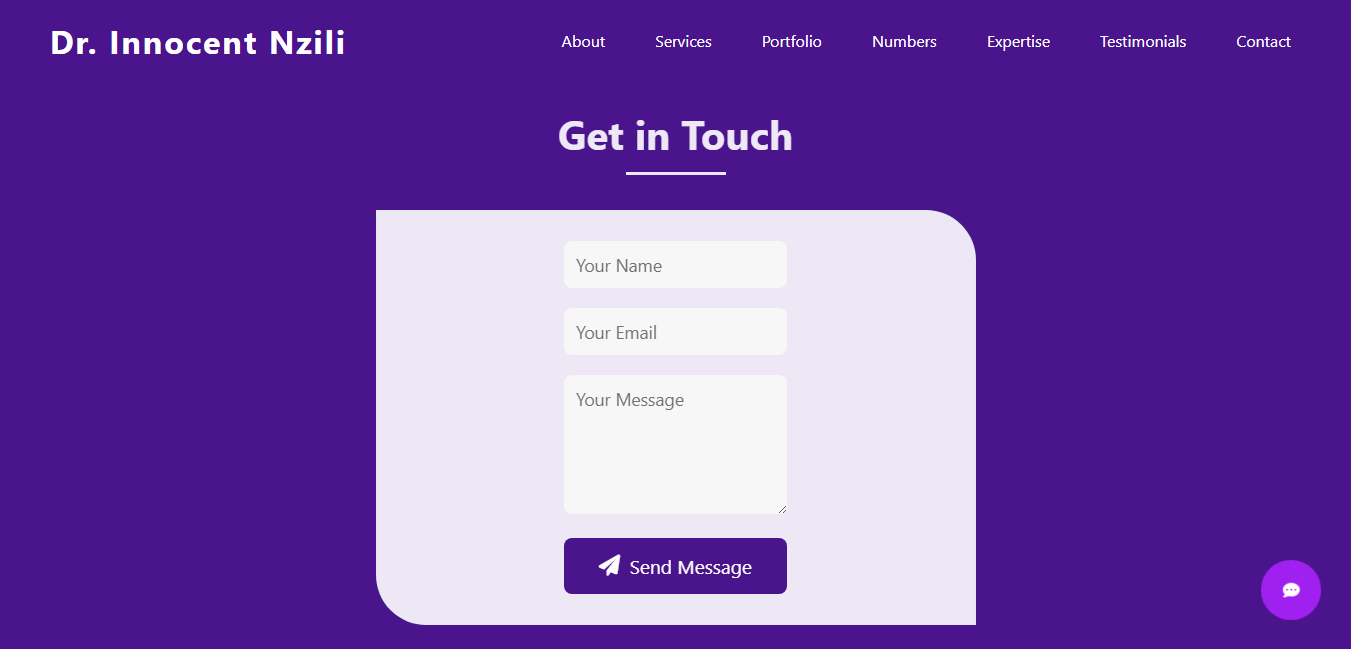 Dr. Innocent Nzili
About Services Portfolio Numbers Expertise Testimonials Contact
Get in Touch
Your Name
Your Email
Your Message
Send Message